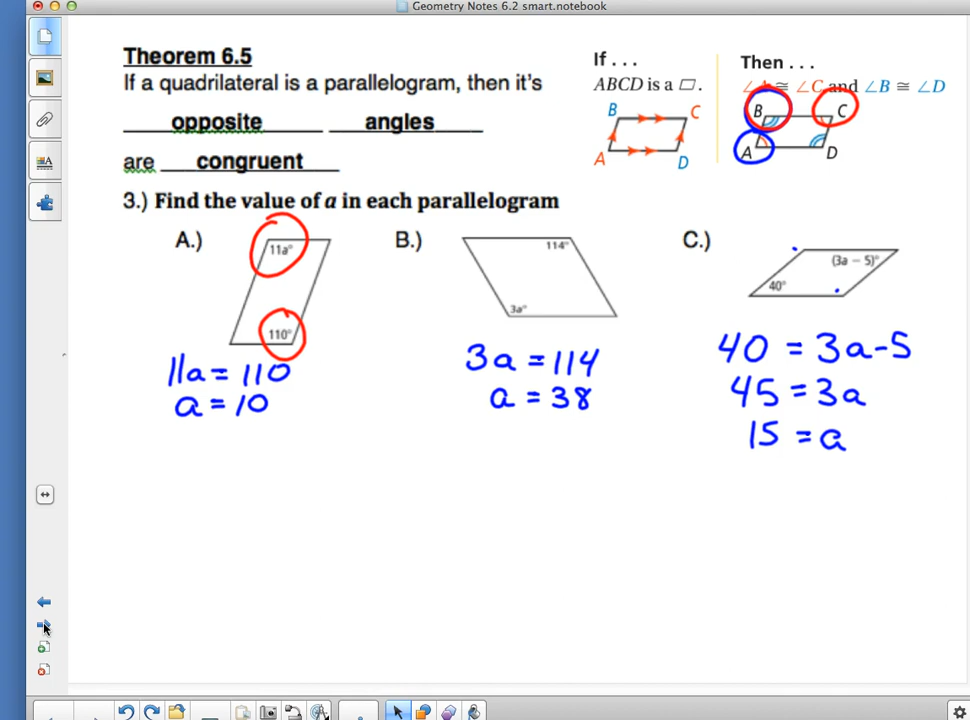 Geometry Notes 6.2 smart.notebook
Theorem 6.5
If a quadrilateral is a parallelogram, then it's
opposite angles
are congruent
If . . .
ABCD is a ▱.
B C
A D
Then . . .
∠A ≅ ∠C and ∠B ≅ ∠D
B C
A D
3.) Find the value of a in each parallelogram
A.)
11a°
110°
11a = 110
a = 10
B.)
114°
3a°
3a = 114
a = 38
C.)
(3a − 5)°
40°
40 = 3a-5
45 = 3a
15 = a